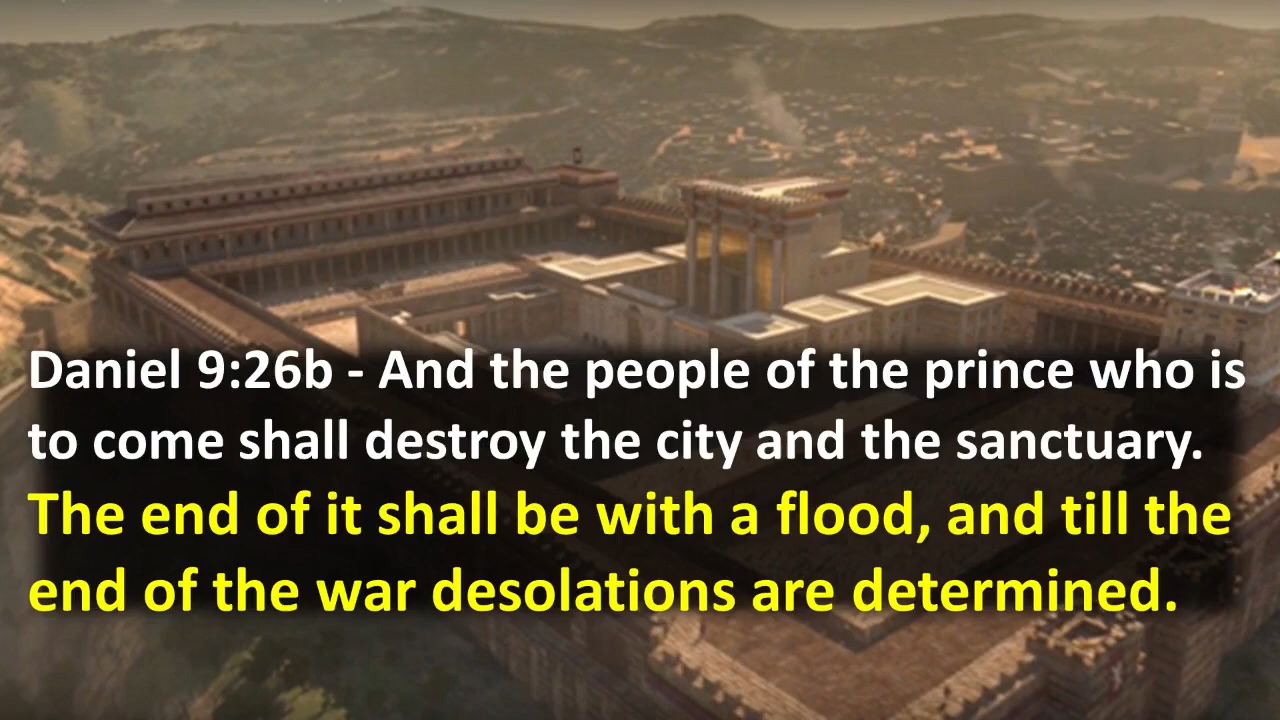 Daniel 9:26b - And the people of the prince who is
to come shall destroy the city and the sanctuary.
The end of it shall be with a flood, and till the
end of the war desolations are determined.